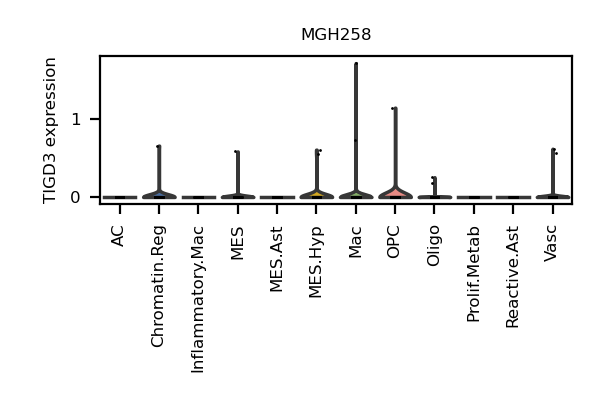 MGH258
TIGD3 expression
1
0
AC
Chromatin.Reg
Inflammatory.Mac
MES
MES.Ast
MES.Hyp
Mac
OPC
Oligo
Prolif.Metab
Reactive.Ast
Vasc